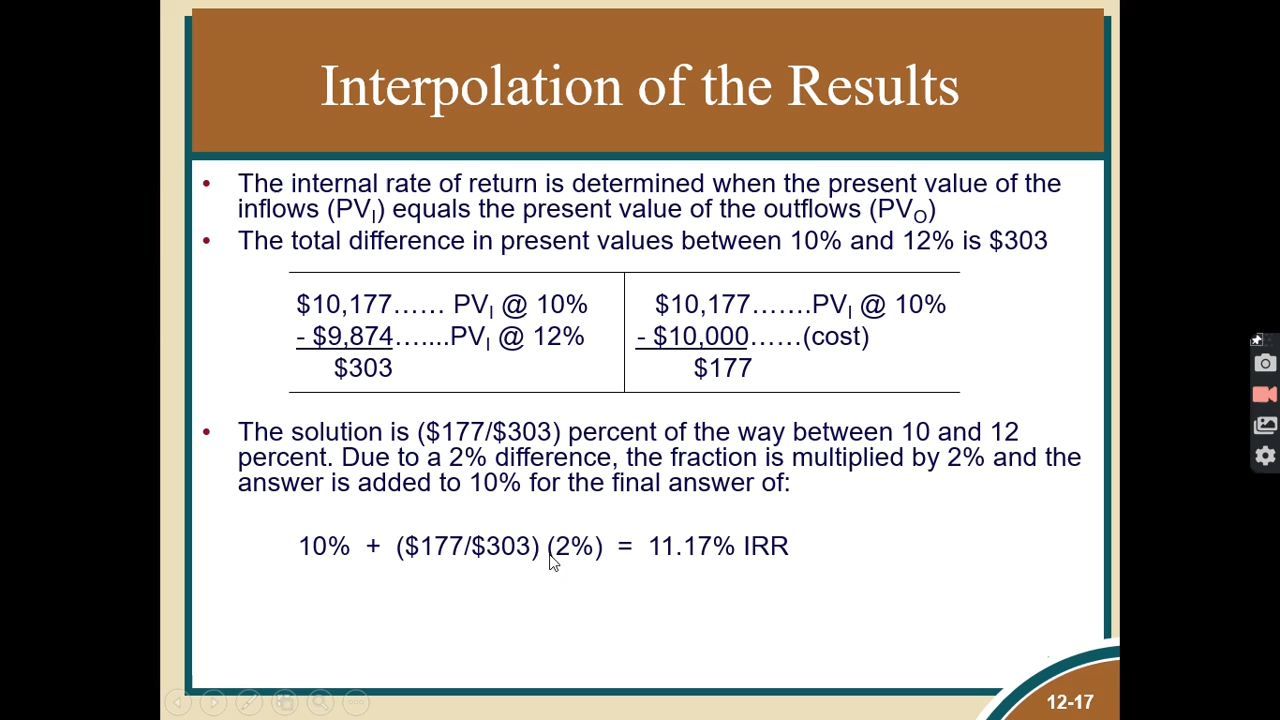 Interpolation of the Results
• The internal rate of return is determined when the present value of the
inflows (PVI) equals the present value of the outflows (PVO)
• The total difference in present values between 10% and 12% is $303
$10,177…… PVI @ 10%
- $9,874…....PVI @ 12%
$303
$10,177…….PVI @ 10%
- $10,000……(cost)
$177
• The solution is ($177/$303) percent of the way between 10 and 12
percent. Due to a 2% difference, the fraction is multiplied by 2% and the
answer is added to 10% for the final answer of:
10% + ($177/$303) (2%) = 11.17% IRR
12-17